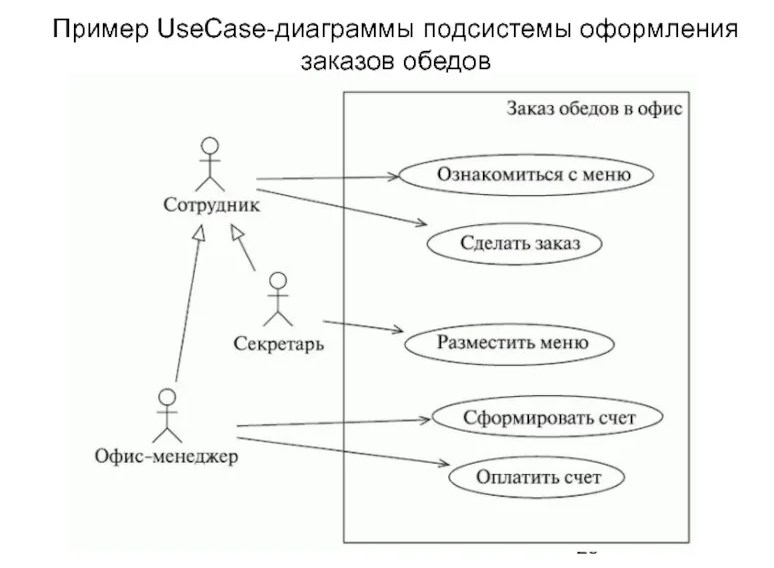 Пример UseCase-диаграммы подсистемы оформления
заказов обедов
Заказ обедов в офис
Ознакомиться с меню
Сотрудник
Сделать заказ
Секретарь
Разместить меню
Сформировать счет
Офис-менеджер
Оплатить счет